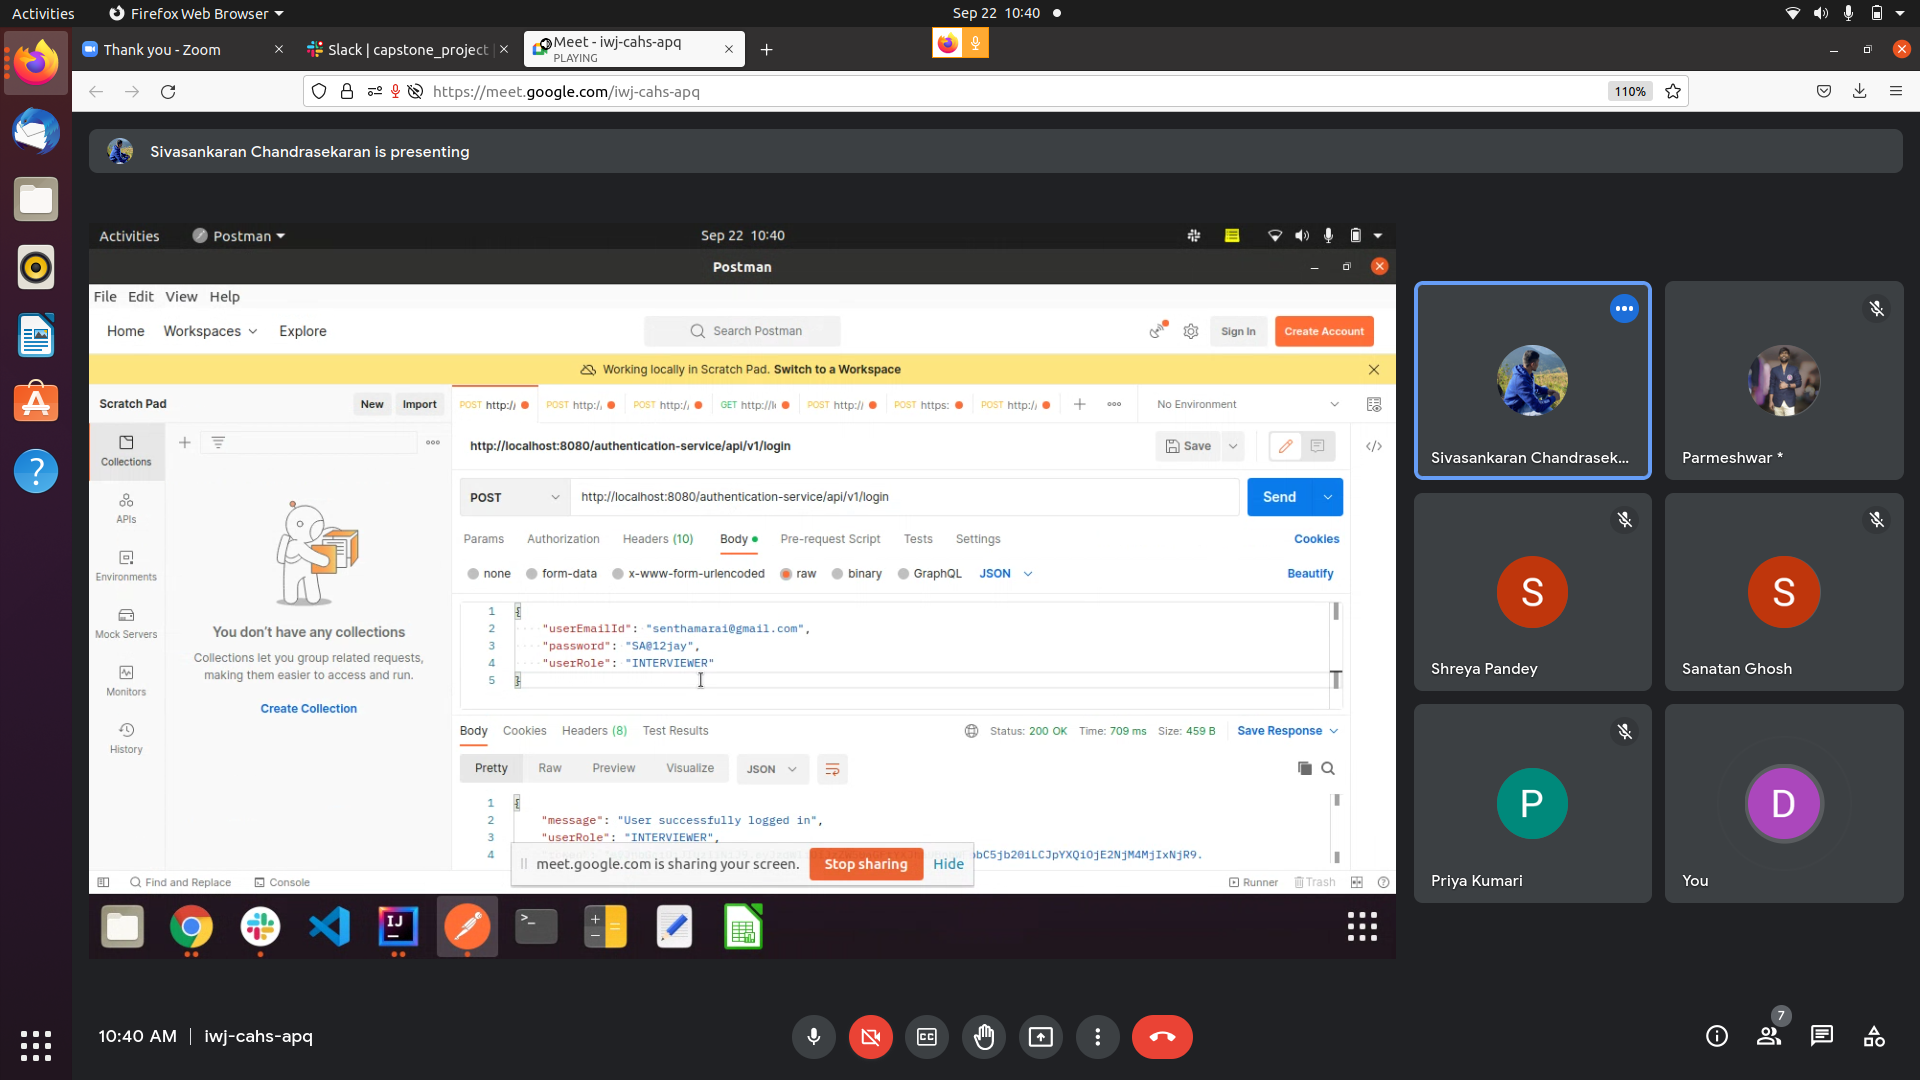 Activities
Firefox Web Browser
Sep 22 10:40
Thank you - Zoom
Slack | capstone_project
Meet - iwj-cahs-apq
PLAYING
https://meet.google.com/iwj-cahs-apq
110%
Sivasankaran Chandrasekaran is presenting
Activities
Postman
Sep 22 10:40
Postman
File Edit View Help
Home Workspaces Explore
Search Postman
Sign In
Create Account
Working locally in Scratch Pad. Switch to a Workspace
Scratch Pad
New
Import
POST http:/
POST http:/
POST http:/
GET http://l
POST http:/
POST https:
POST http:/
No Environment
Collections
APIs
Environments
Mock Servers
Monitors
History
You don't have any collections
Collections let you group related requests,
making them easier to access and run.
Create Collection
http://localhost:8080/authentication-service/api/v1/login
Save
POST
http://localhost:8080/authentication-service/api/v1/login
Send
Params Authorization Headers (10) Body Pre-request Script Tests Settings
Cookies
none form-data x-www-form-urlencoded raw binary GraphQL JSON
Beautify
1 {
2 "userEmailId": "senthamarai@gmail.com",
3 "password": "SA@12jay",
4 "userRole": "INTERVIEWER"
5 }
Body Cookies Headers (8) Test Results
Status: 200 OK Time: 709 ms Size: 459 B
Save Response
Pretty Raw Preview Visualize JSON
1 {
2 "message": "User successfully logged in",
3 "userRole": "INTERVIEWER",
4
bC5jb20iLCJpYXQiOjE2NjM4MjIxNjR9.
meet.google.com is sharing your screen.
Stop sharing
Hide
Find and Replace
Console
Runner
Trash
Sivasankaran Chandrasek...
Parmeshwar *
S
Shreya Pandey
S
Sanatan Ghosh
P
Priya Kumari
D
You
10:40 AM | iwj-cahs-apq
7